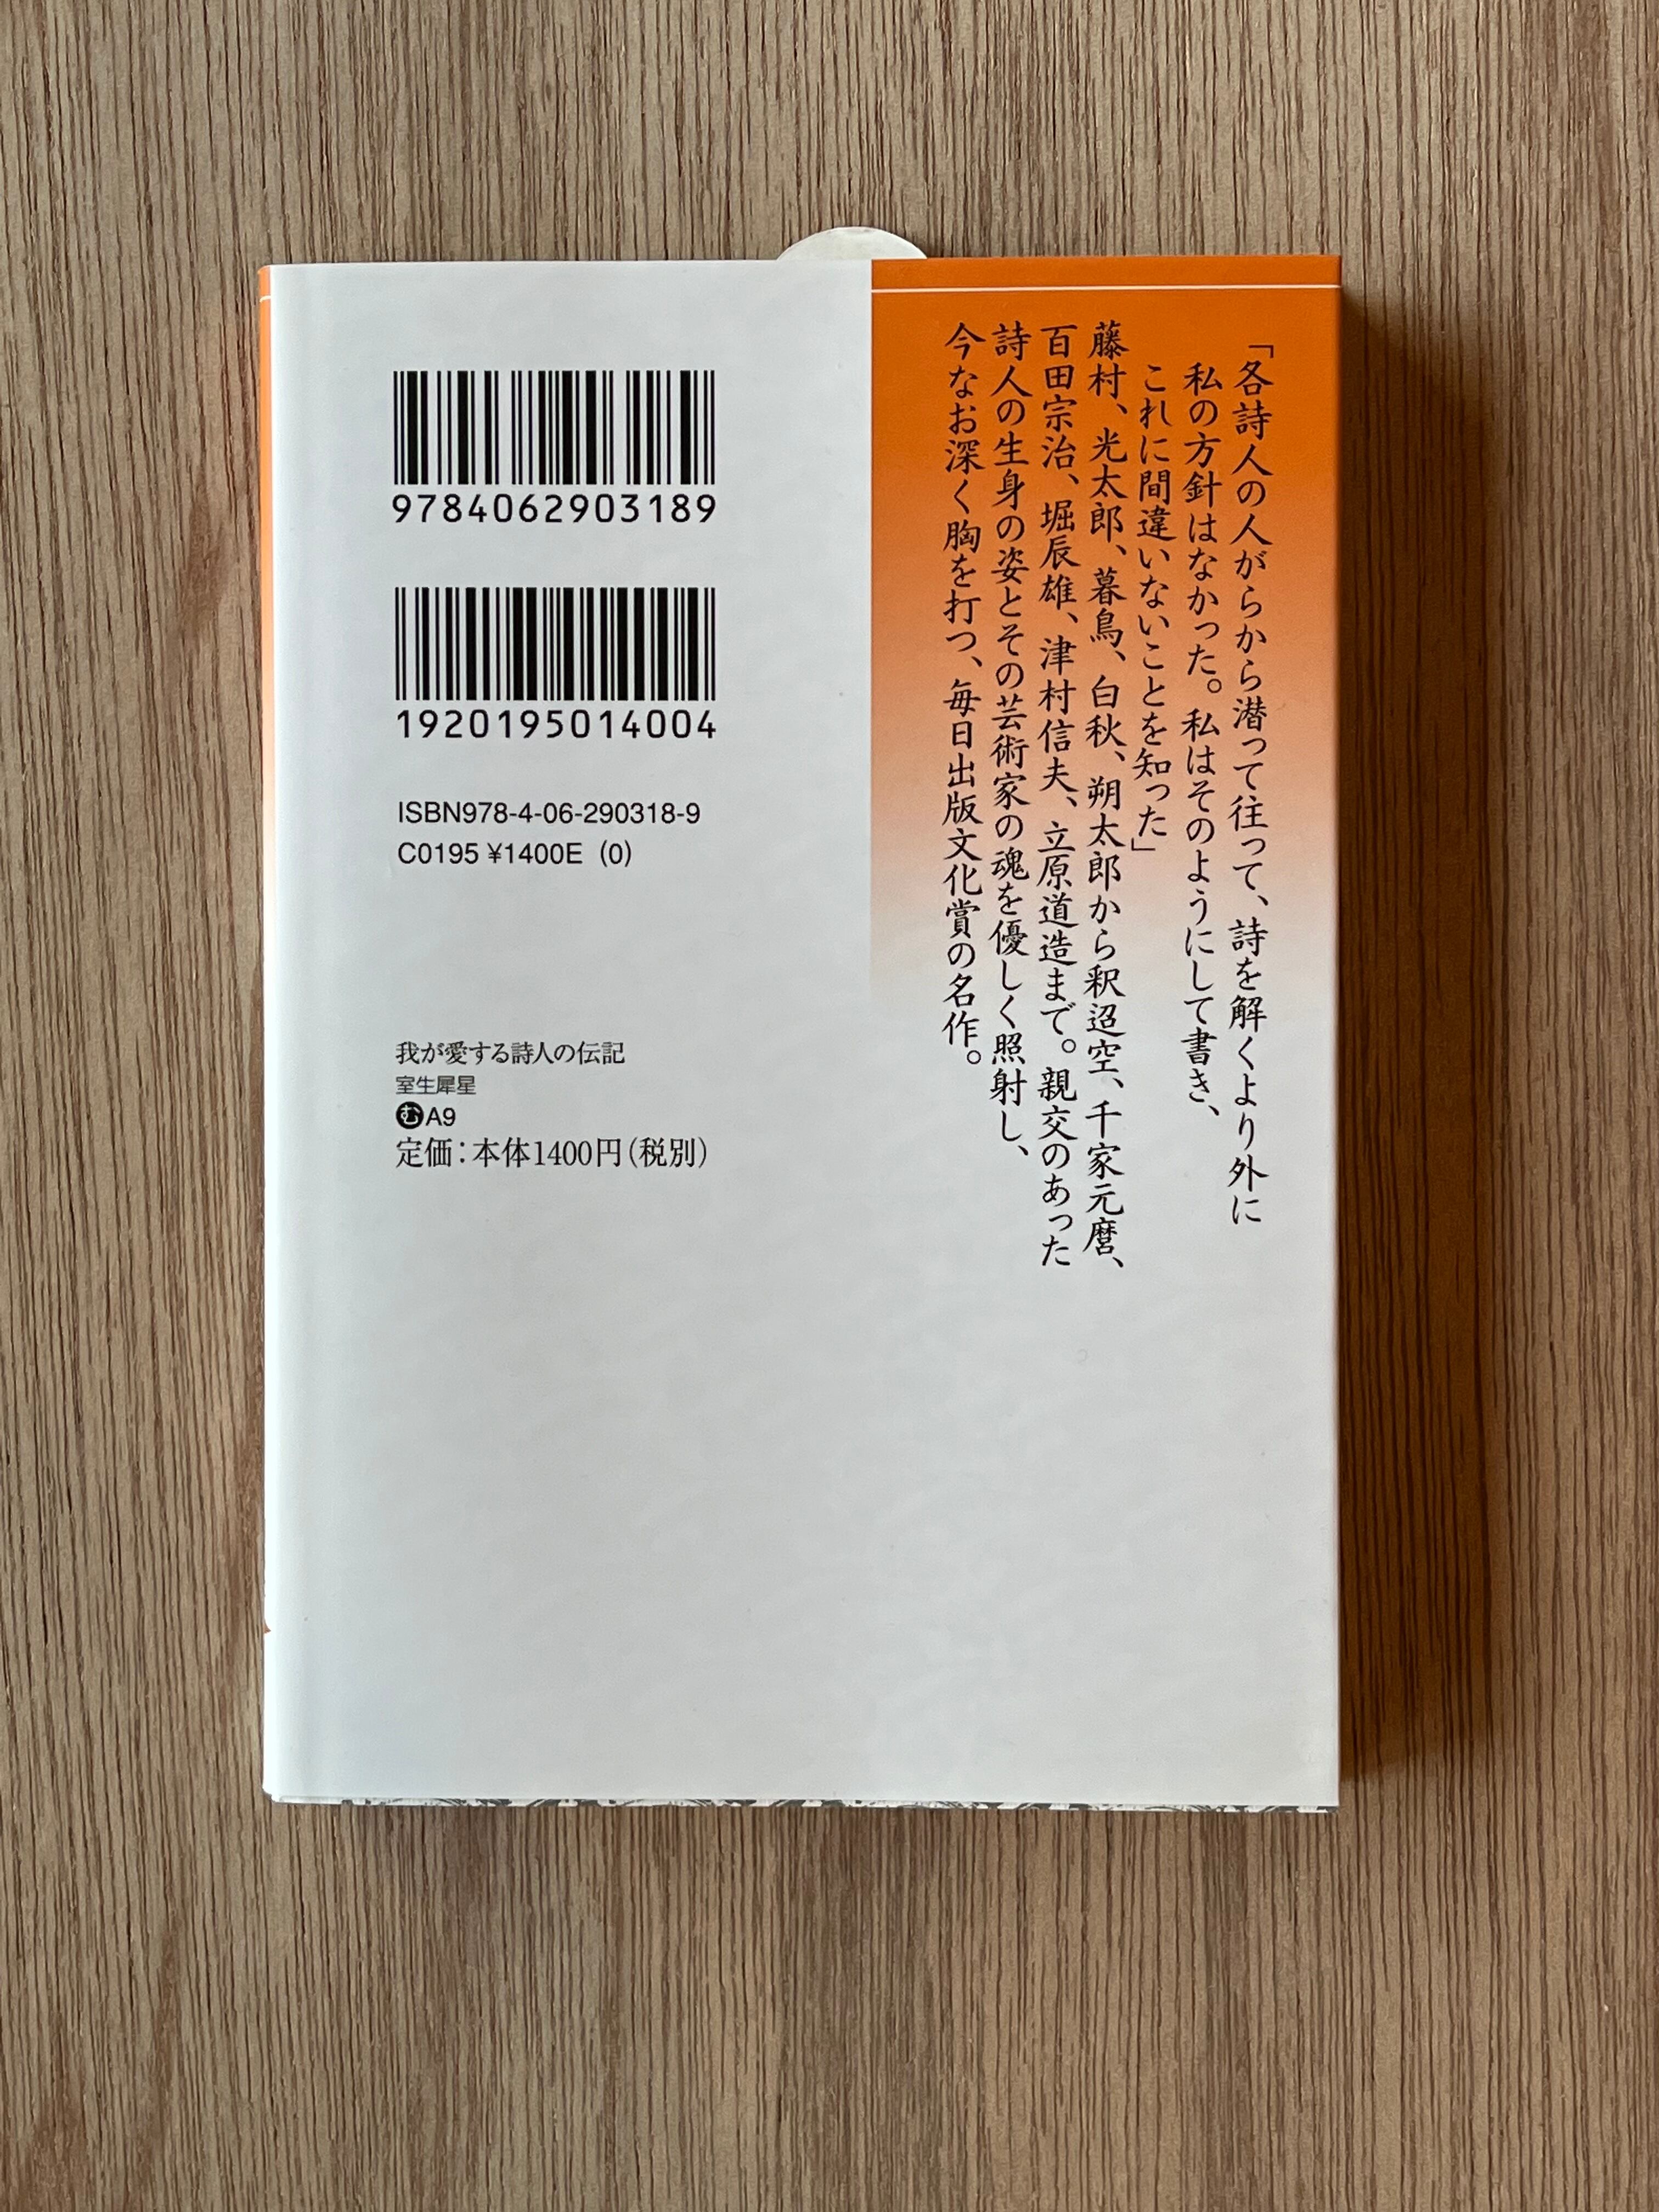 「各詩人の人がらから潜って往って、詩を解くより外に
私の方針はなかった。私はそのようにして書き、
これに間違いないことを知った」
藤村、光太郎、暮鳥、白秋、朔太郎から釈迢空、千家元麿、
百田宗治、堀辰雄、津村信夫、立原道造まで。親交のあった
詩人の生身の姿とその芸術家の魂を優しく照射し、
今なお深く胸を打つ、毎日出版文化賞の名作。
9784062903189
1920195014004
ISBN978-4-06-290318-9
C0195 ¥1400E (0)
我が愛する詩人の伝記
室生犀星
むA9
定価：本体1400円（税別）